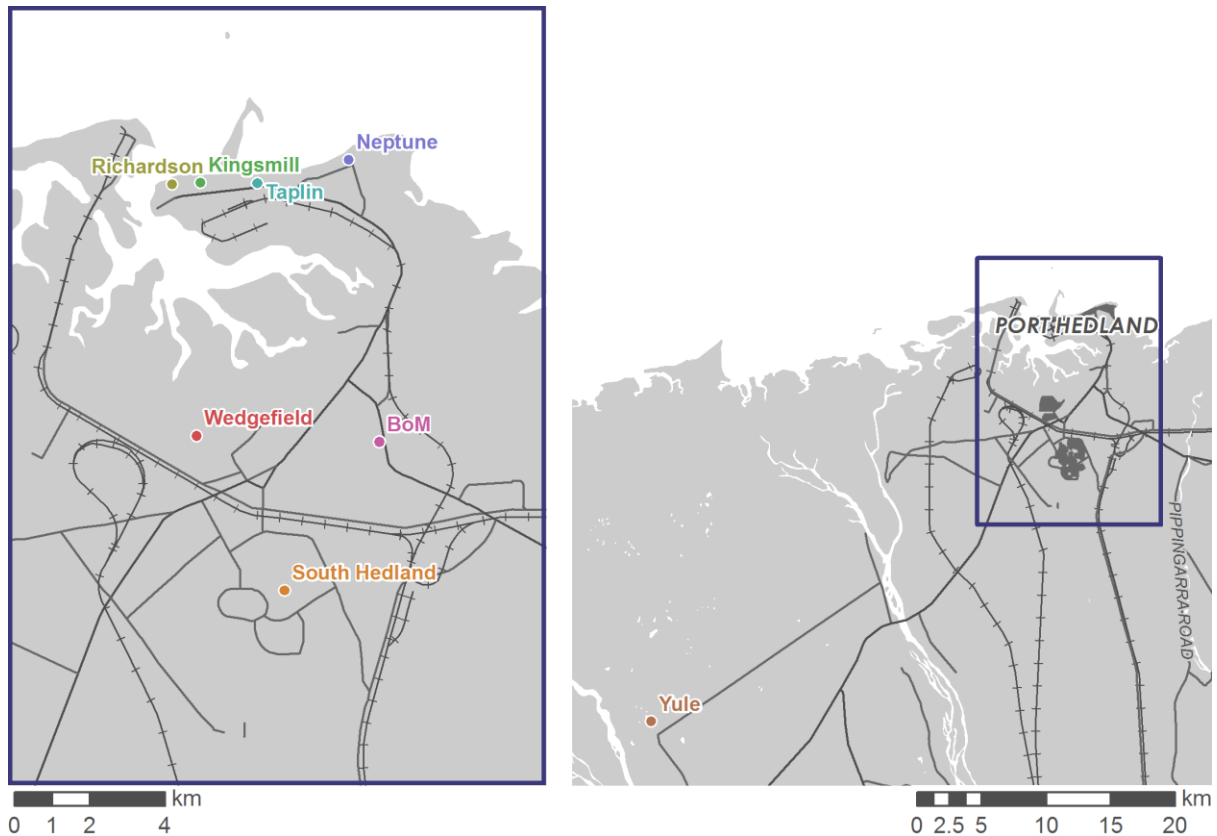 Neptune
Richardson
Kingsmill
Taplin
Wedgefield
BoM
South Hedland
km
0 1 2 4
PORT HEDLAND
PIPPINGARRA ROAD
Yule
km
0 2.5 5 10 15 20